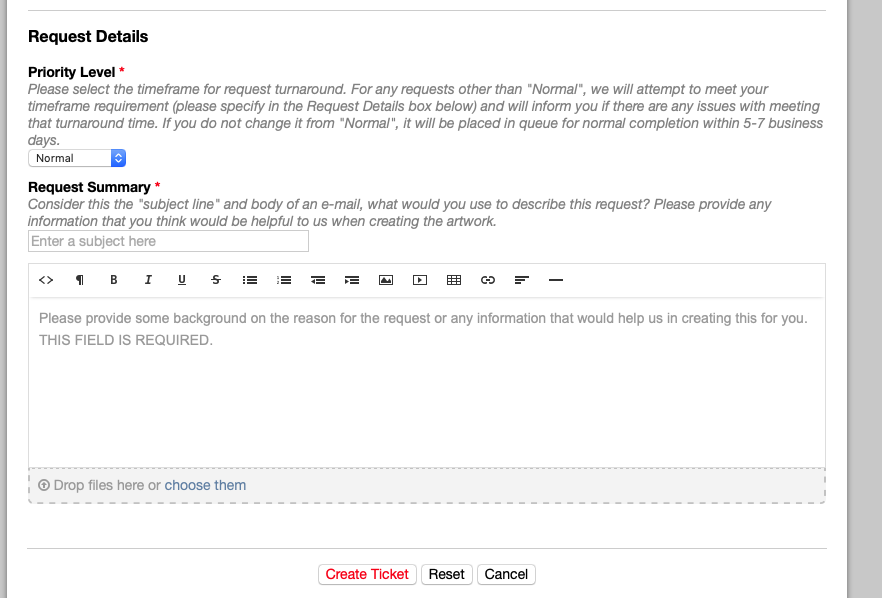 Request Details
Priority Level *
Please select the timeframe for request turnaround. For any requests other than "Normal", we will attempt to meet your
timeframe requirement (please specify in the Request Details box below) and will inform you if there are any issues with meeting
that turnaround time. If you do not change it from "Normal", it will be placed in queue for normal completion within 5-7 business
days.
Normal
Request Summary *
Consider this the "subject line" and body of an e-mail, what would you use to describe this request? Please provide any
information that you think would be helpful to us when creating the artwork.
Enter a subject here
<> ¶ B I U S
Please provide some background on the reason for the request or any information that would help us in creating this for you.
THIS FIELD IS REQUIRED.
Drop files here or choose them
Create Ticket Reset Cancel